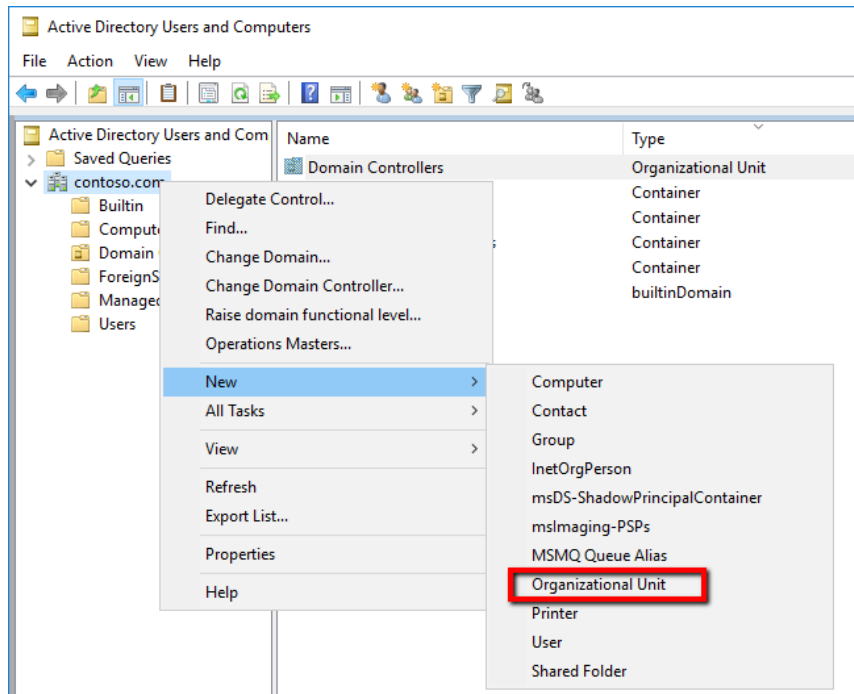 Active Directory Users and Computers
File Action View Help
Active Directory Users and Com
Saved Queries
contoso.com
Builtin
Compute
Domain
ForeignS
Managed
Users
Name Type
Domain Controllers Organizational Unit
Container
Container
s Container
Container
builtinDomain
Delegate Control...
Find...
Change Domain...
Change Domain Controller...
Raise domain functional level...
Operations Masters...
New
All Tasks
View
Refresh
Export List...
Properties
Help
Computer
Contact
Group
InetOrgPerson
msDS-ShadowPrincipalContainer
msImaging-PSPs
MSMQ Queue Alias
Organizational Unit
Printer
User
Shared Folder